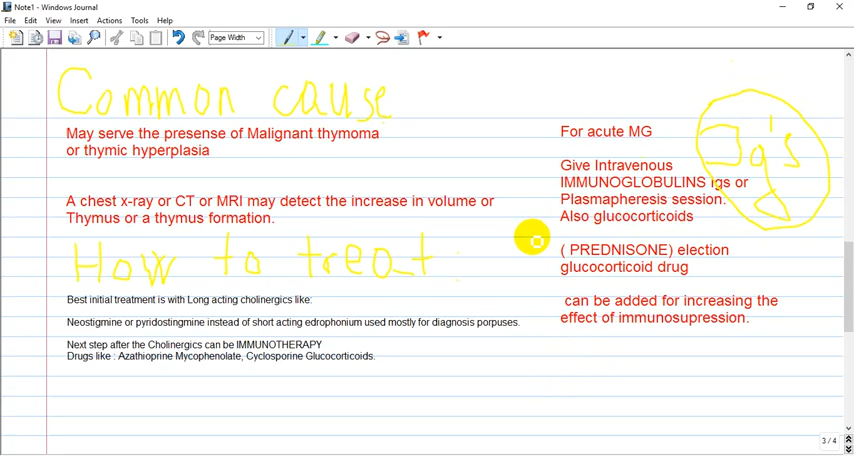 Note1 - Windows Journal
File Edit View Insert Actions Tools Help
Page Width
Common cause
May serve the presense of Malignant thymoma
or thymic hyperplasia
A chest x-ray or CT or MRI may detect the increase in volume or
Thymus or a thymus formation.
How to treat :
Best initial treatment is with Long acting cholinergics like:
Neostigmine or pyridostingmine instead of short acting edrophonium used mostly for diagnosis porpuses.
Next step after the Cholinergics can be IMMUNOTHERAPY
Drugs like : Azathioprine Mycophenolate, Cyclosporine Glucocorticoids.
For acute MG
Give Intravenous
IMMUNOGLOBULINS igs or
Plasmapheresis session.
Also glucocorticoids
( PREDNISONE) election
glucocorticoid drug
can be added for increasing the
effect of immunosupression.
Ig's
3 / 4